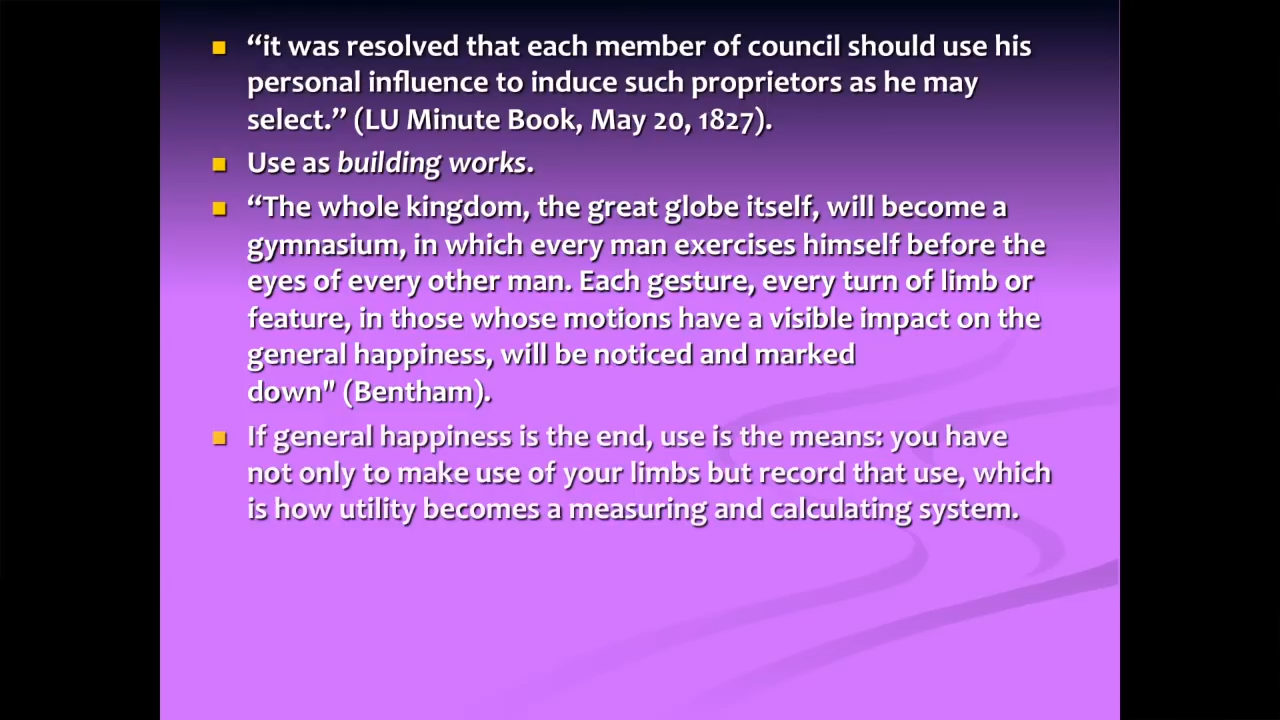 “it was resolved that each member of council should use his
personal influence to induce such proprietors as he may
select.” (LU Minute Book, May 20, 1827).
Use as building works.
“The whole kingdom, the great globe itself, will become a
gymnasium, in which every man exercises himself before the
eyes of every other man. Each gesture, every turn of limb or
feature, in those whose motions have a visible impact on the
general happiness, will be noticed and marked
down" (Bentham).
If general happiness is the end, use is the means: you have
not only to make use of your limbs but record that use, which
is how utility becomes a measuring and calculating system.